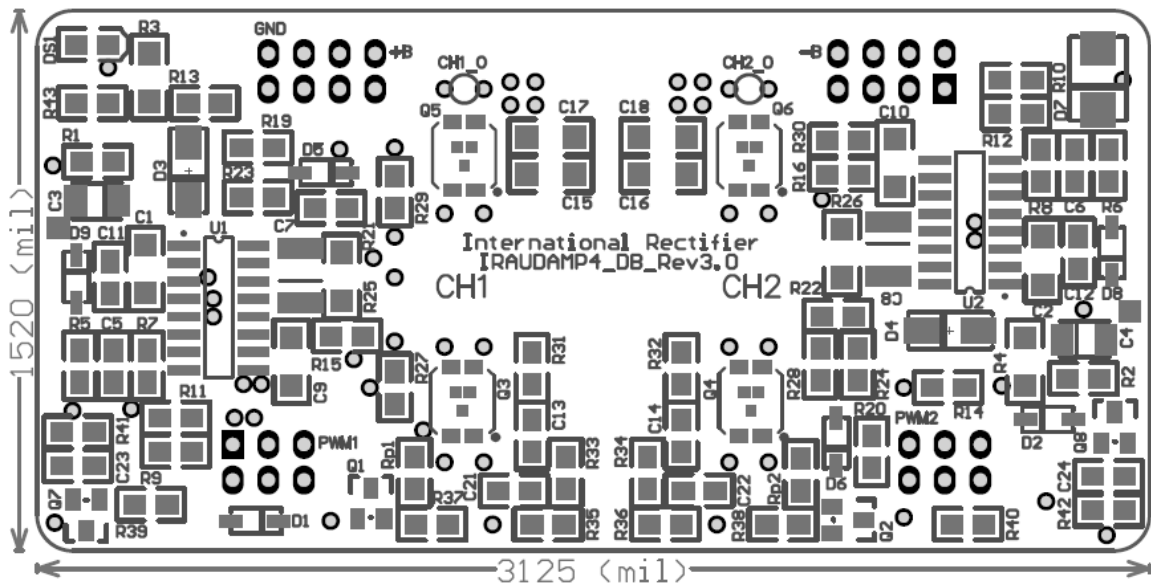 GND
+B
-B
DS1
R3
R13
R43
R1
R19
D3
R23
D5
C3
C1
C7
R29
D9
C11
U1
R21
R25
R5
C5
R7
R15
C9
R27
R11
R41
C23
PWM1
Rp1
Q1
Q7
R9
R39
D1
R37
C21
CH1_O
CH2_O
Q5
C17
C18
Q6
C15
C16
R30
R16
C10
R10
D7
R12
International Rectifier
IRAUDAMP4_DB_Rev3.0
CH1
CH2
R26
R8
C6
R6
C8
R22
U2
C2
C12
D8
D4
C4
R4
R2
R31
R32
Q3
Q4
C13
C14
R28
R24
R14
R20
PWM2
D2
Q8
R33
R34
Rp2
D6
C22
C24
R35
R36
R38
Q2
R40
R42
1520 (mil)
3125 (mil)